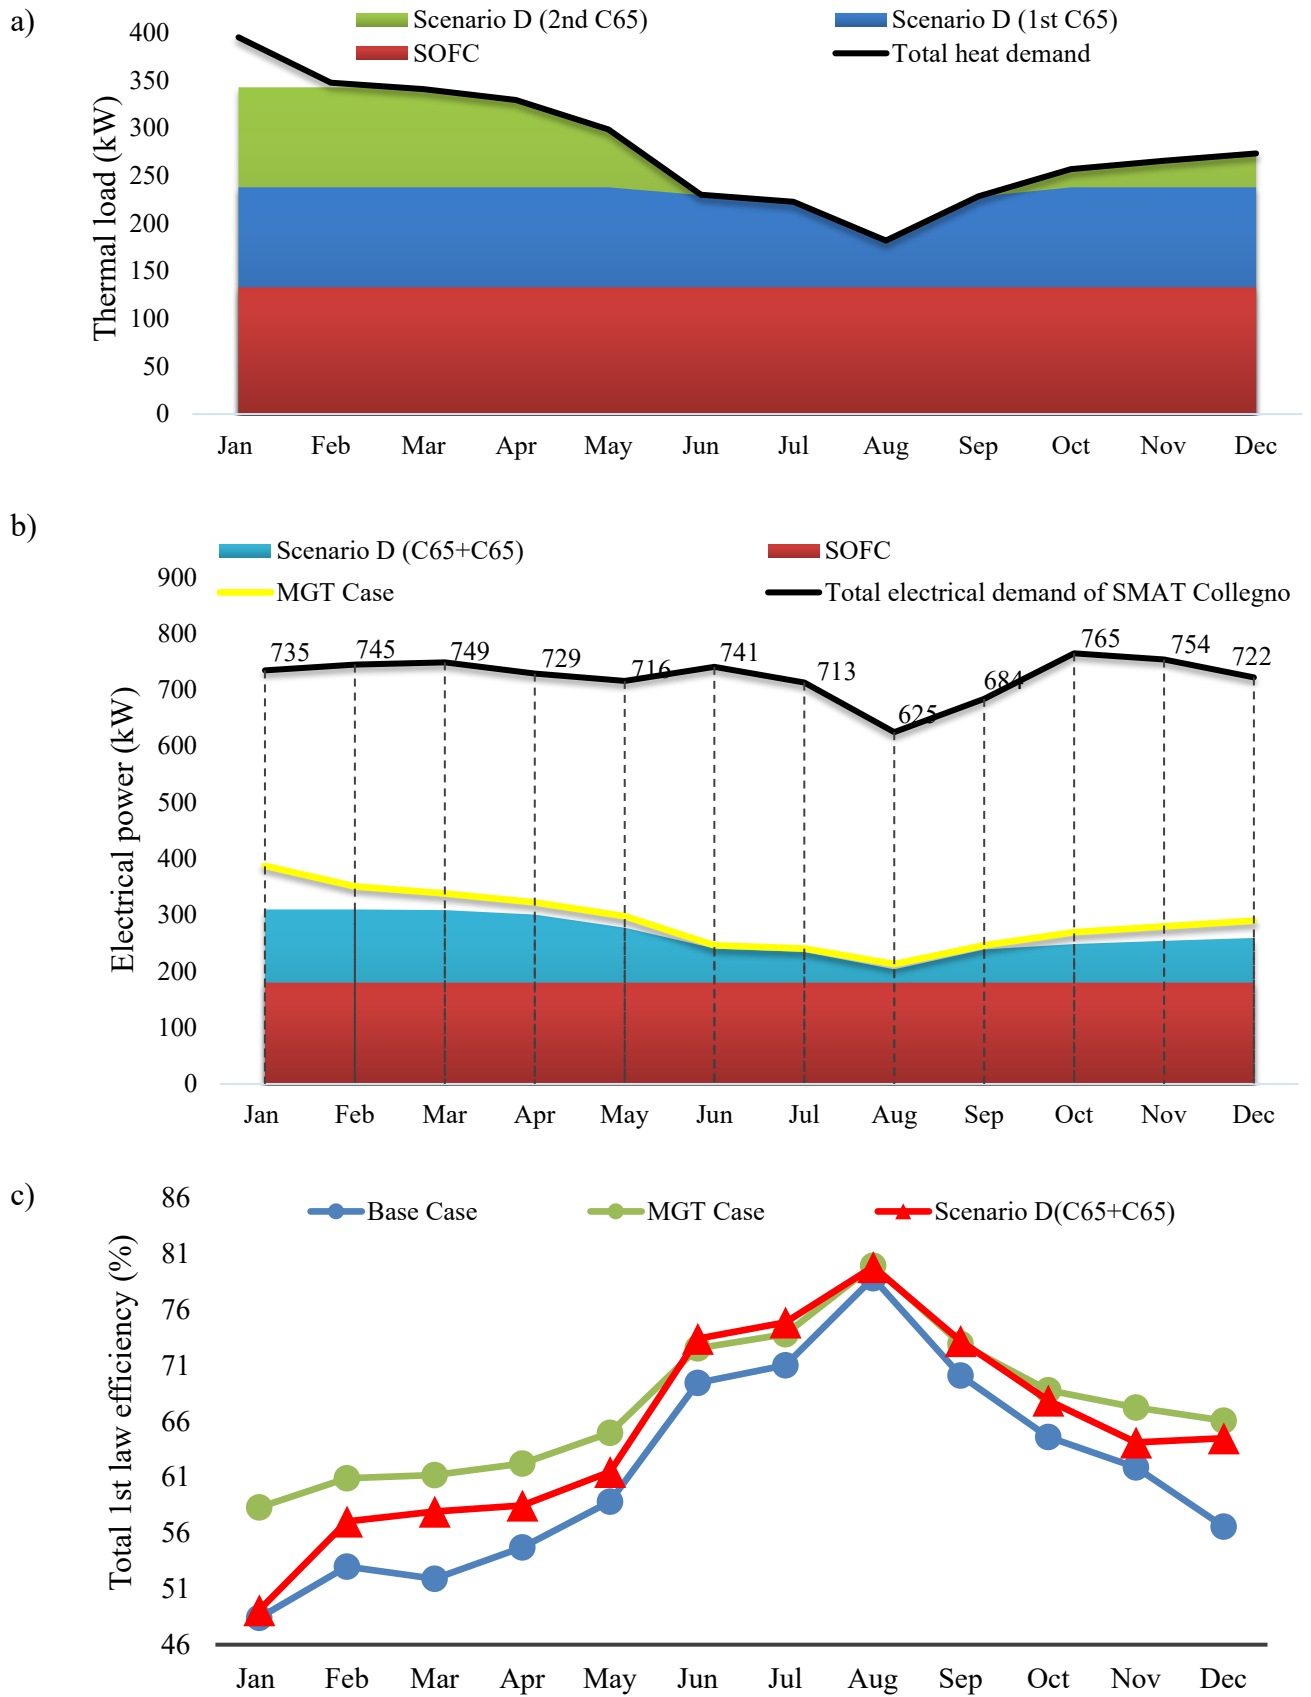 a)
Scenario D (2nd C65)
Scenario D (1st C65)
SOFC
Total heat demand
Thermal load (kW)
400
350
300
250
200
150
100
50
0
Jan Feb Mar Apr May Jun Jul Aug Sep Oct Nov Dec
b)
Scenario D (C65+C65)
SOFC
MGT Case
Total electrical demand of SMAT Collegno
Electrical power (kW)
900
800
700
600
500
400
300
200
100
0
735 745 749 729 716 741 713 625 684 765 754 722
Jan Feb Mar Apr May Jun Jul Aug Sep Oct Nov Dec
c)
Base Case
MGT Case
Scenario D(C65+C65)
Total 1st law efficiency (%)
86
81
76
71
66
61
56
51
46
Jan Feb Mar Apr May Jun Jul Aug Sep Oct Nov Dec